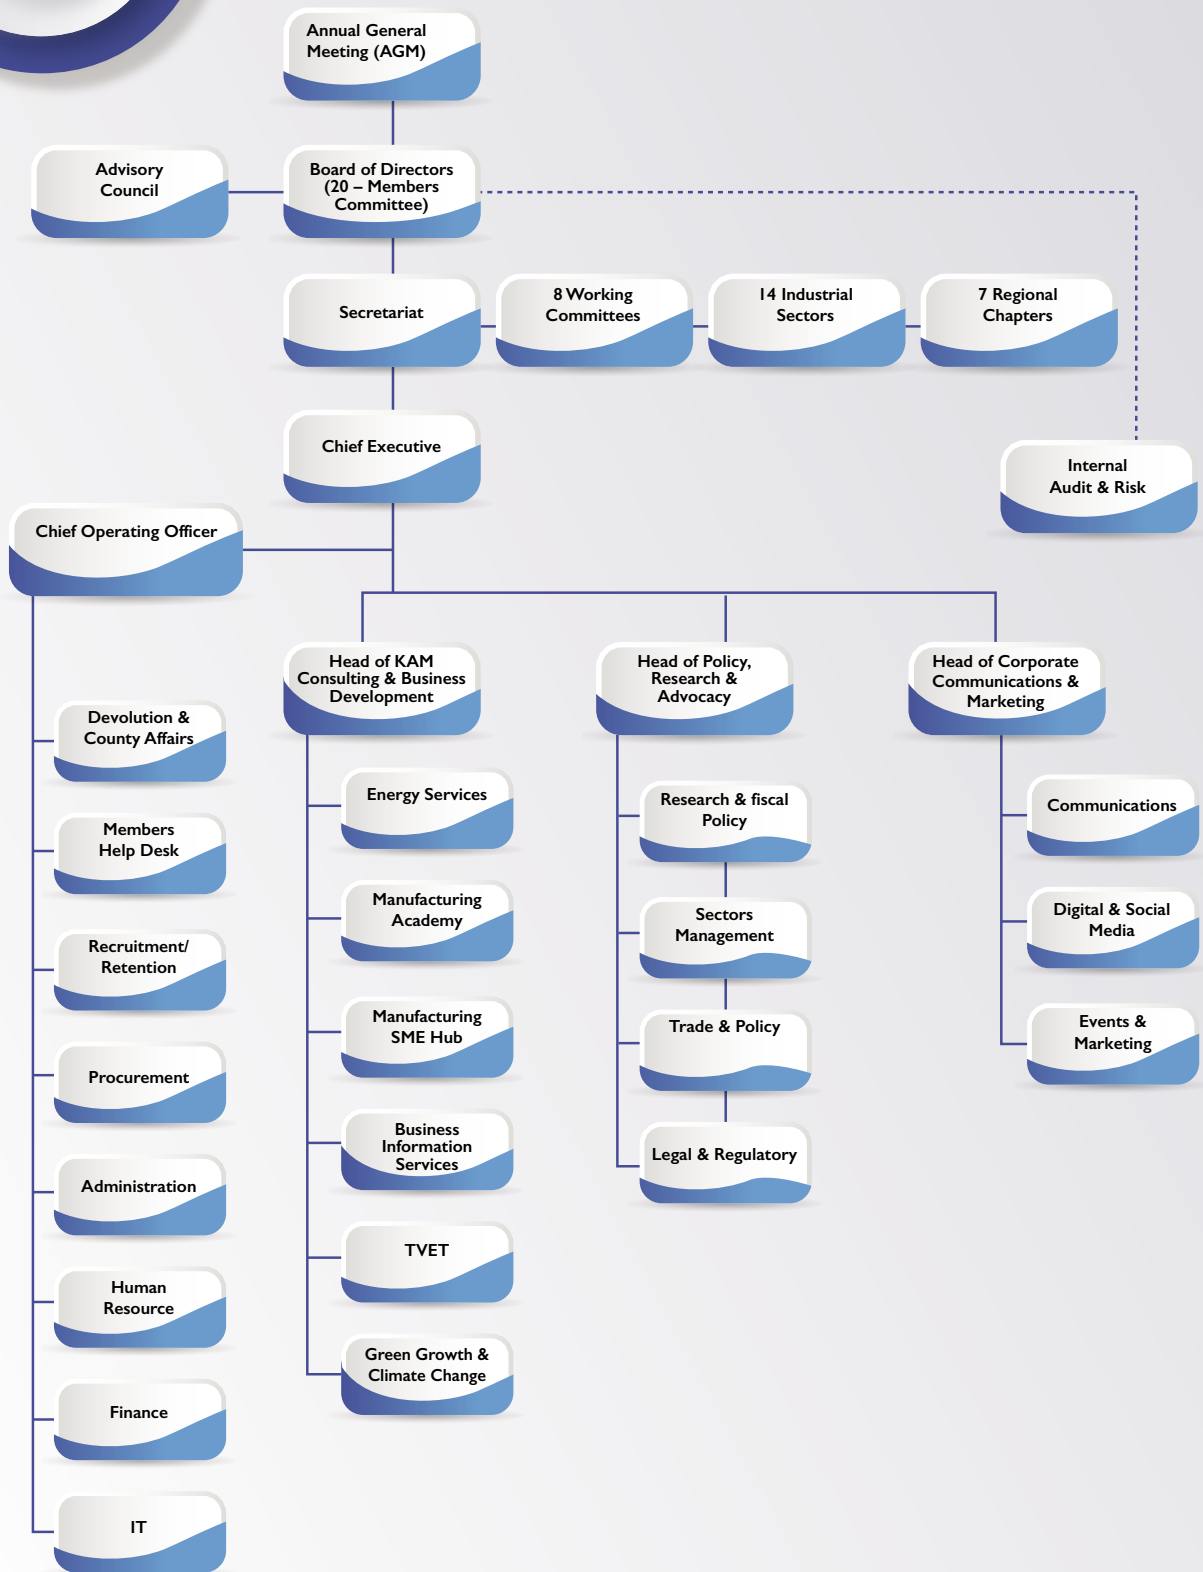 Annual General
Meeting (AGM)
Advisory
Council
Board of Directors
(20 – Members
Committee)
Secretariat
8 Working
Committees
14 Industrial
Sectors
7 Regional
Chapters
Chief Executive
Internal
Audit & Risk
Chief Operating Officer
Devolution &
County Affairs
Members
Help Desk
Recruitment/
Retention
Procurement
Administration
Human
Resource
Finance
IT
Head of KAM
Consulting & Business
Development
Energy Services
Manufacturing
Academy
Manufacturing
SME Hub
Business
Information
Services
TVET
Green Growth &
Climate Change
Head of Policy,
Research &
Advocacy
Research & fiscal
Policy
Sectors
Management
Trade & Policy
Legal & Regulatory
Head of Corporate
Communications &
Marketing
Communications
Digital & Social
Media
Events &
Marketing